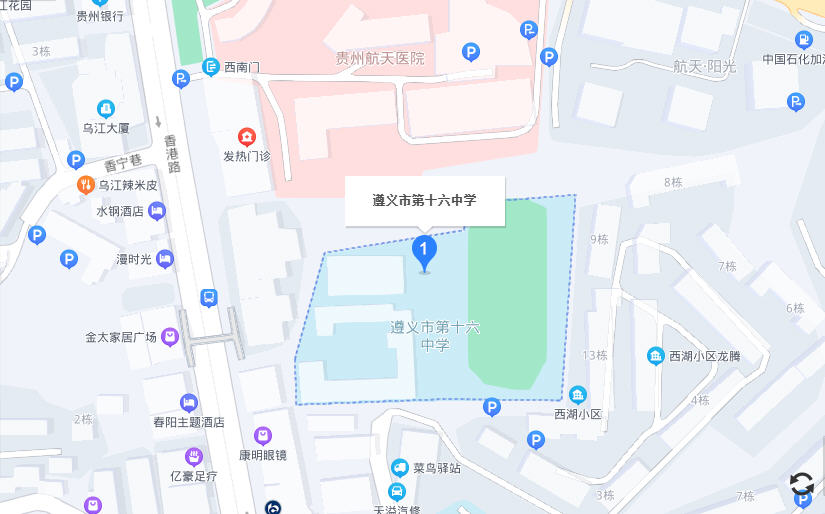 江花园
贵州银行
3栋
西南门
贵州航天医院
P
P
P
P
航天·阳光
中国石化加油
P
P
乌江大厦
香港路
发热门诊
P
香宁巷
乌江辣米皮
水钢酒店
遵义市第十六中学
8栋
P
P
漫时光
1
9栋
7栋
6栋
金太家居广场
遵义市第十六
中学
13栋
西湖小区龙腾
4栋
春阳主题酒店
2栋
P
西湖小区
康明眼镜
P
亿豪足疗
菜鸟驿站
天溢汽修
3栋
7栋
P